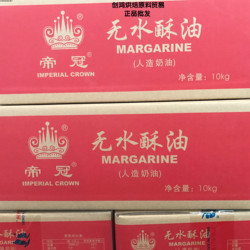 创鸿烘焙原料贸易
正品批发
无水酥油
MARGARINE
(人造奶油)
帝冠
IMPERIAL CROWN
净含量:10kg
无水酥油
MARGARINE
(人造奶油)
帝冠
IMPERIAL CROWN
净含量:10kg